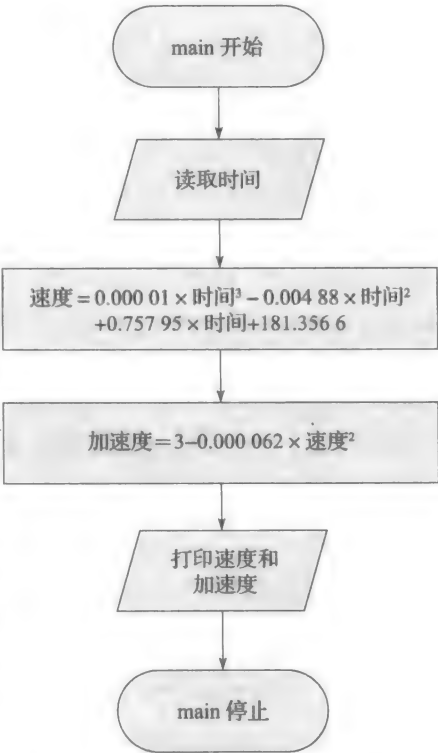 main 开始
读取时间
速度＝0.000 01 × 时间³ − 0.004 88 × 时间²
+0.757 95 × 时间+181.356 6
加速度＝3–0.000 062 × 速度²
打印速度和
加速度
main 停止